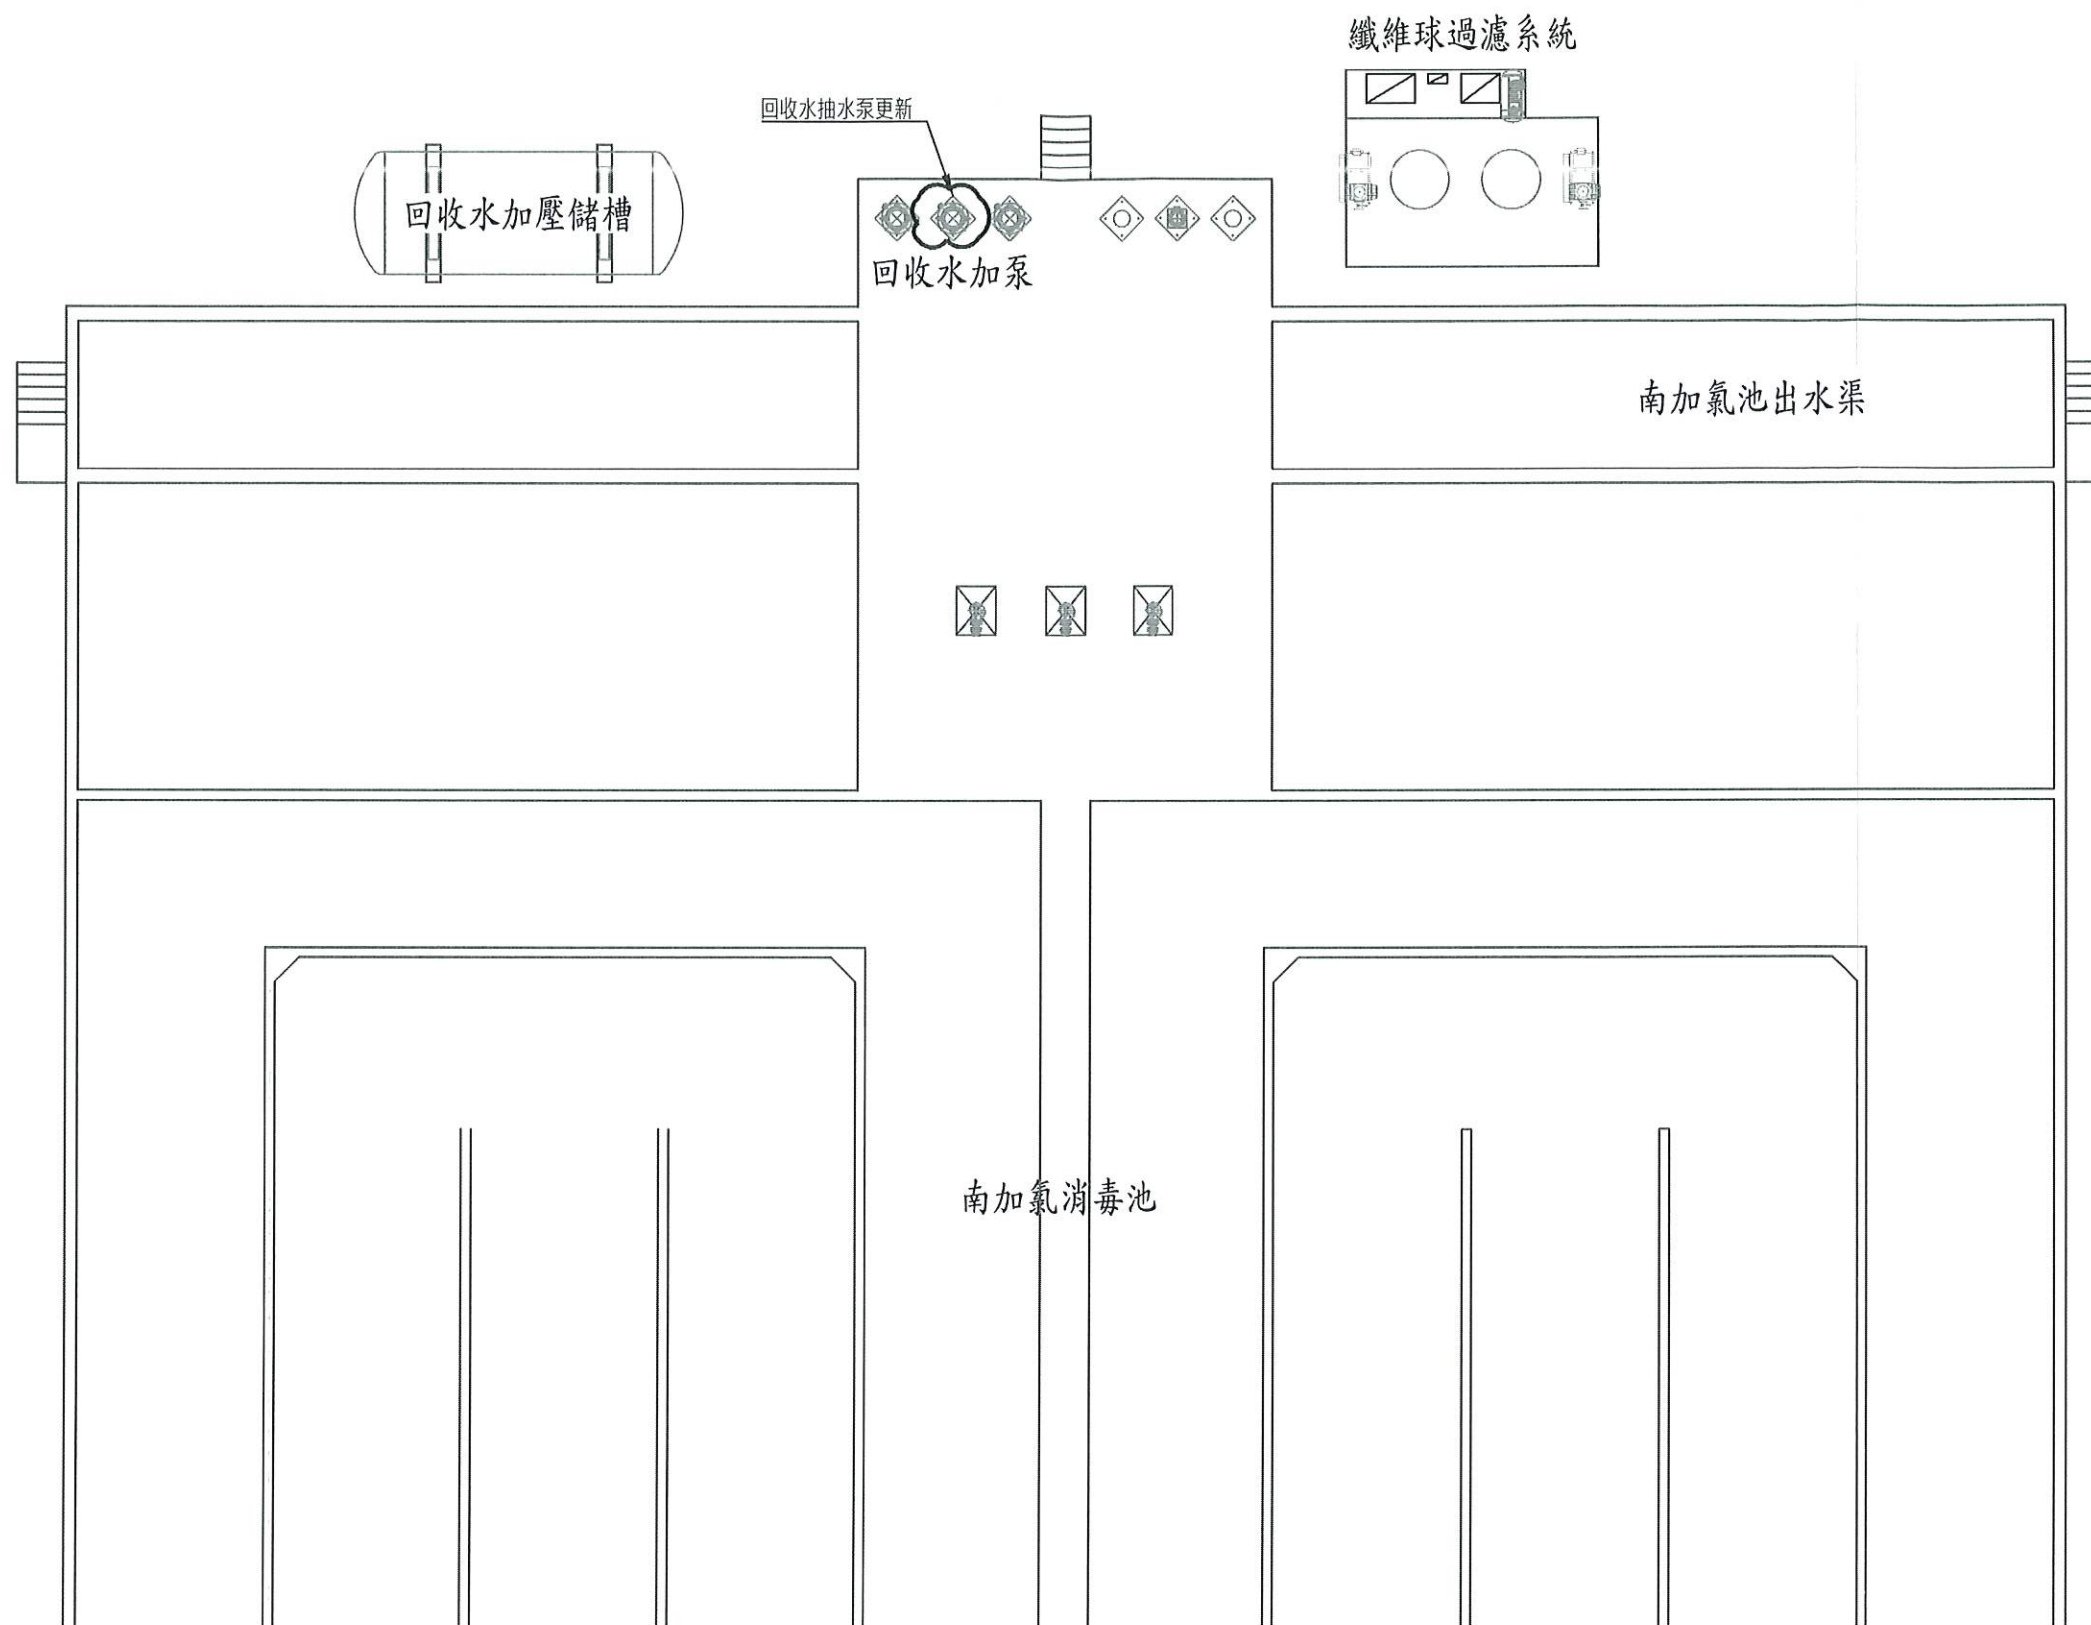 纖維球過濾系統
回收水抽水泵更新
回收水加壓儲槽
回收水加泵
南加氯池出水渠
南加氯消毒池